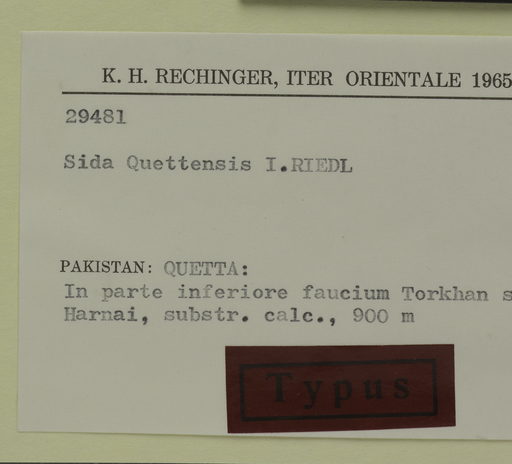 K. H. RECHINGER, ITER ORIENTALE 1965
29481
Sida Quettensis I.RIEDL
PAKISTAN: QUETTA:
In parte inferiore faucium Torkhan s
Harnai, substr. calc., 900 m
Typus